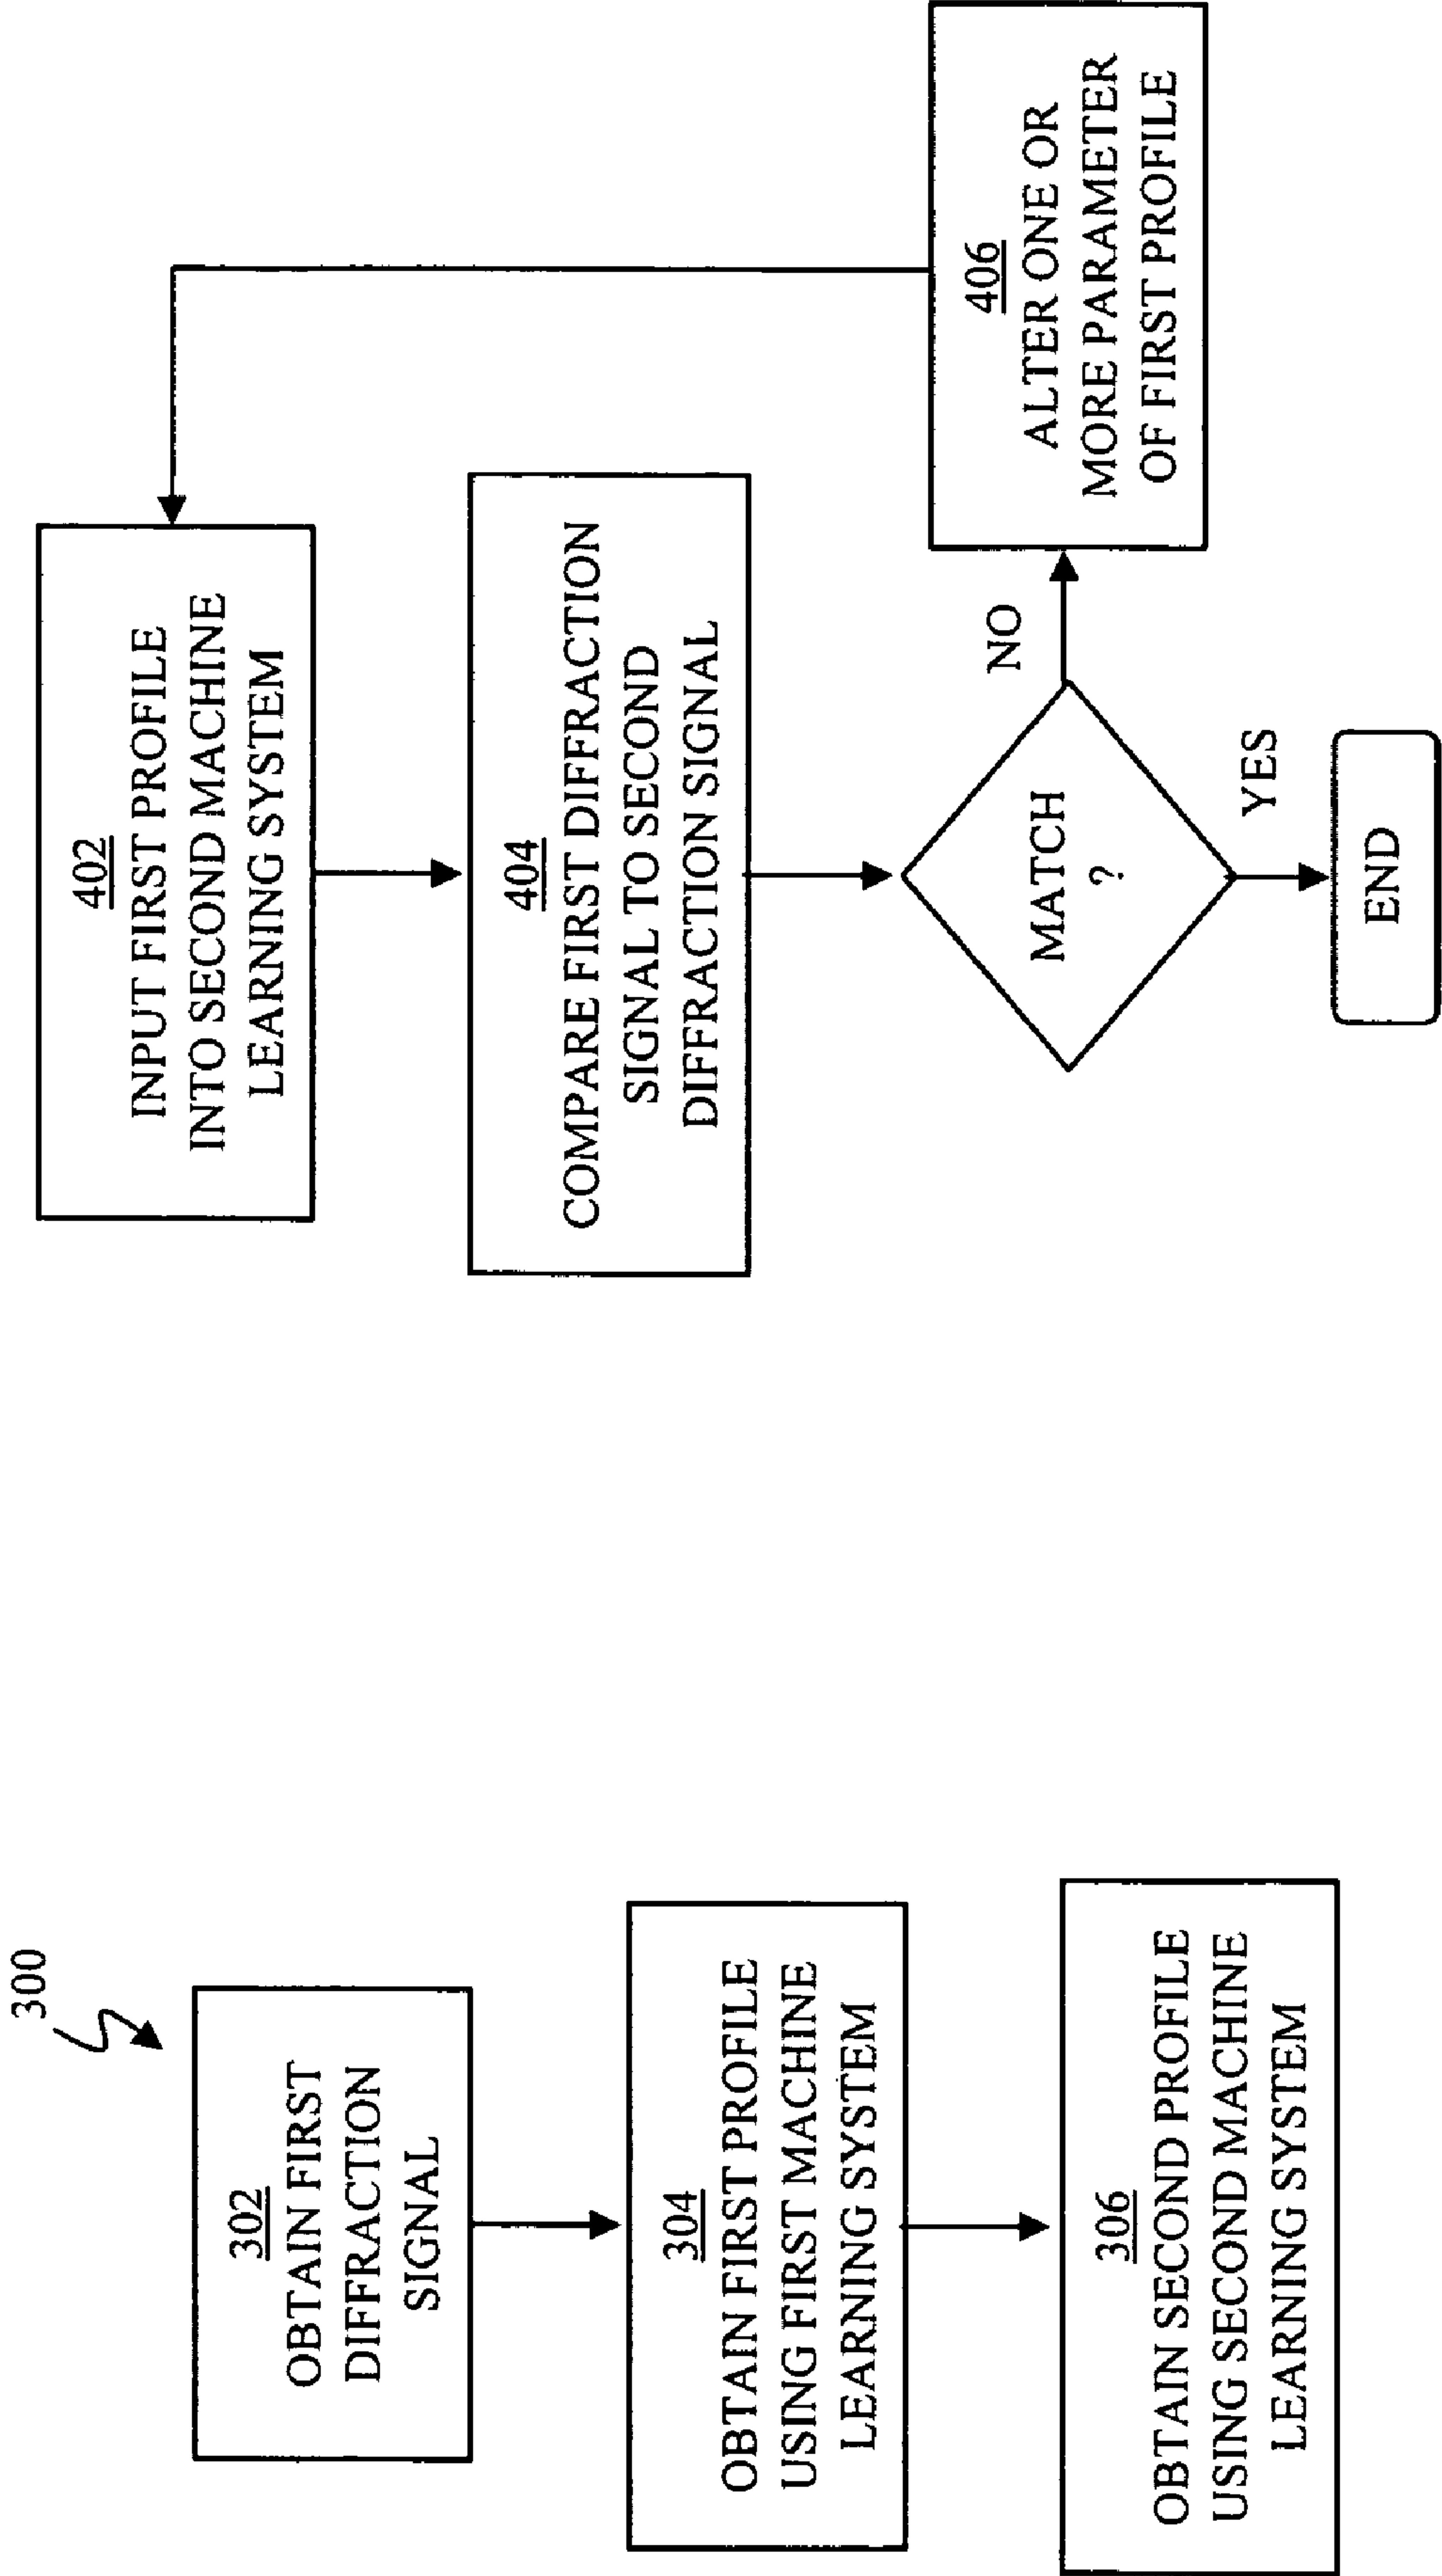 300
302
OBTAIN FIRST
DIFFRACTION
SIGNAL
304
OBTAIN FIRST PROFILE
USING FIRST MACHINE
LEARNING SYSTEM
306
OBTAIN SECOND PROFILE
USING SECOND MACHINE
LEARNING SYSTEM
402
INPUT FIRST PROFILE
INTO SECOND MACHINE
LEARNING SYSTEM
404
COMPARE FIRST DIFFRACTION
SIGNAL TO SECOND
DIFFRACTION SIGNAL
MATCH
?
NO
406
ALTER ONE OR
MORE PARAMETER
OF FIRST PROFILE
YES
END